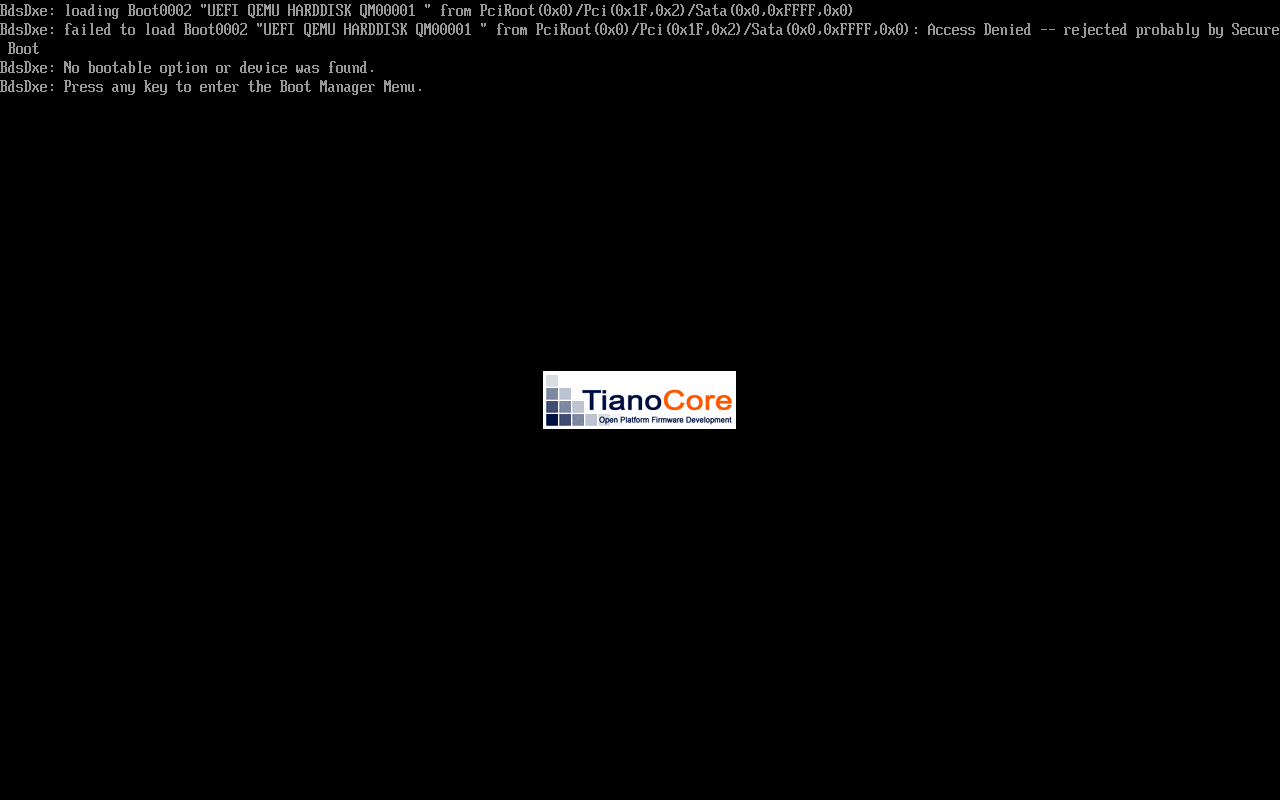 BdsDxe: loading Boot0002 "UEFI QEMU HARDDISK QM00001 " from PciRoot(0x0)/Pci(0x1F,0x2)/Sata(0x0,0xFFFF,0x0)
BdsDxe: failed to load Boot0002 "UEFI QEMU HARDDISK QM00001 " from PciRoot(0x0)/Pci(0x1F,0x2)/Sata(0x0,0xFFFF,0x0): Access Denied -- rejected probably by Secure
Boot
BdsDxe: No bootable option or device was found.
BdsDxe: Press any key to enter the Boot Manager Menu.
TianoCore
Open Platform Firmware Development